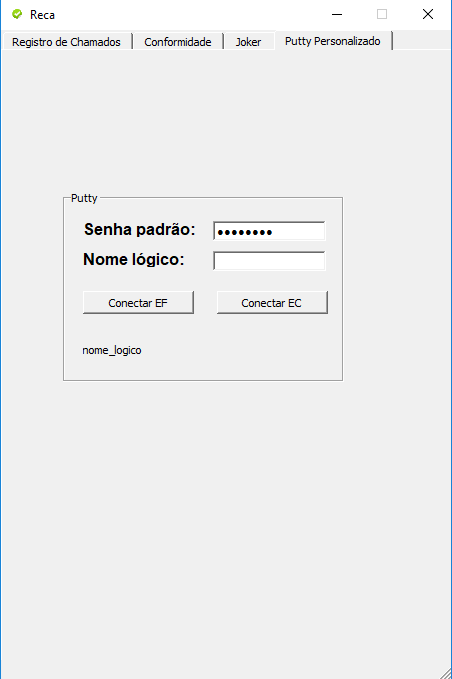 Reca
Registro de Chamados Conformidade Joker Putty Personalizado
Putty
Senha padrão: ●●●●●●●●
Nome lógico:
Conectar EF Conectar EC
nome_logico